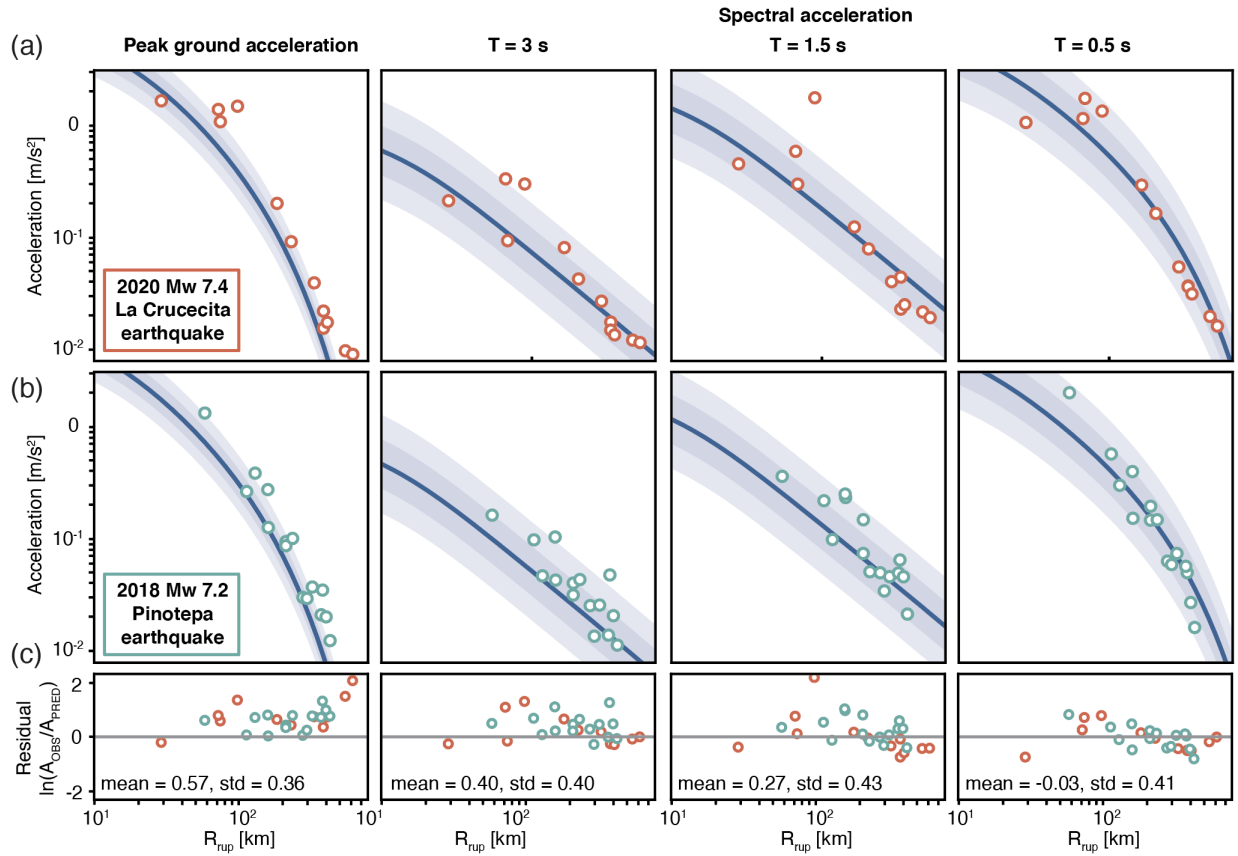 Spectral acceleration
(a)
Peak ground acceleration
T = 3 s
T = 1.5 s
T = 0.5 s
Acceleration [m/s²]
0
10⁻¹
10⁻²
2020 Mw 7.4
La Crucecita
earthquake
(b)
Acceleration [m/s²]
0
10⁻¹
10⁻²
2018 Mw 7.2
Pinotepa
earthquake
(c)
Residual
ln(A_OBS/A_PRED)
2
0
-2
mean = 0.57, std = 0.36
mean = 0.40, std = 0.40
mean = 0.27, std = 0.43
mean = -0.03, std = 0.41
10¹ 10² 10¹ 10² 10¹ 10² 10¹ 10²
R_rup [km]
R_rup [km]
R_rup [km]
R_rup [km]